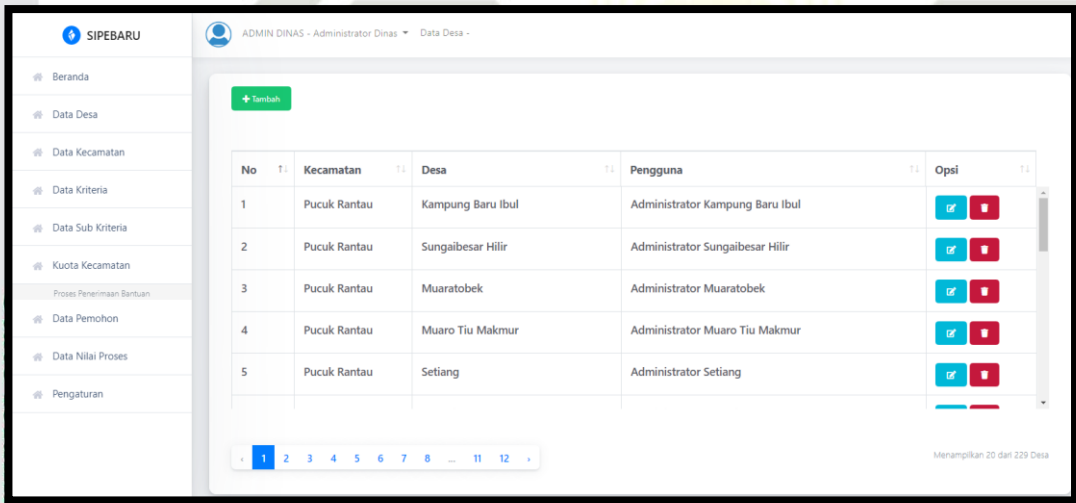 SIPEBARU
ADMIN DINAS - Administrator Dinas Data Desa -
Beranda
Data Desa
Data Kecamatan
Data Kriteria
Data Sub Kriteria
Kuota Kecamatan
Proses Penerimaan Bantuan
Data Pemohon
Data Nilai Proses
Pengaturan
+ Tambah
No Kecamatan Desa Pengguna Opsi
1 Pucuk Rantau Kampung Baru Ibul Administrator Kampung Baru Ibul
2 Pucuk Rantau Sungaibesar Hilir Administrator Sungaibesar Hilir
3 Pucuk Rantau Muaratobek Administrator Muaratobek
4 Pucuk Rantau Muaro Tiu Makmur Administrator Muaro Tiu Makmur
5 Pucuk Rantau Setiang Administrator Setiang
‹ 1 2 3 4 5 6 7 8 ... 11 12 ›
Menampilkan 20 dari 229 Desa